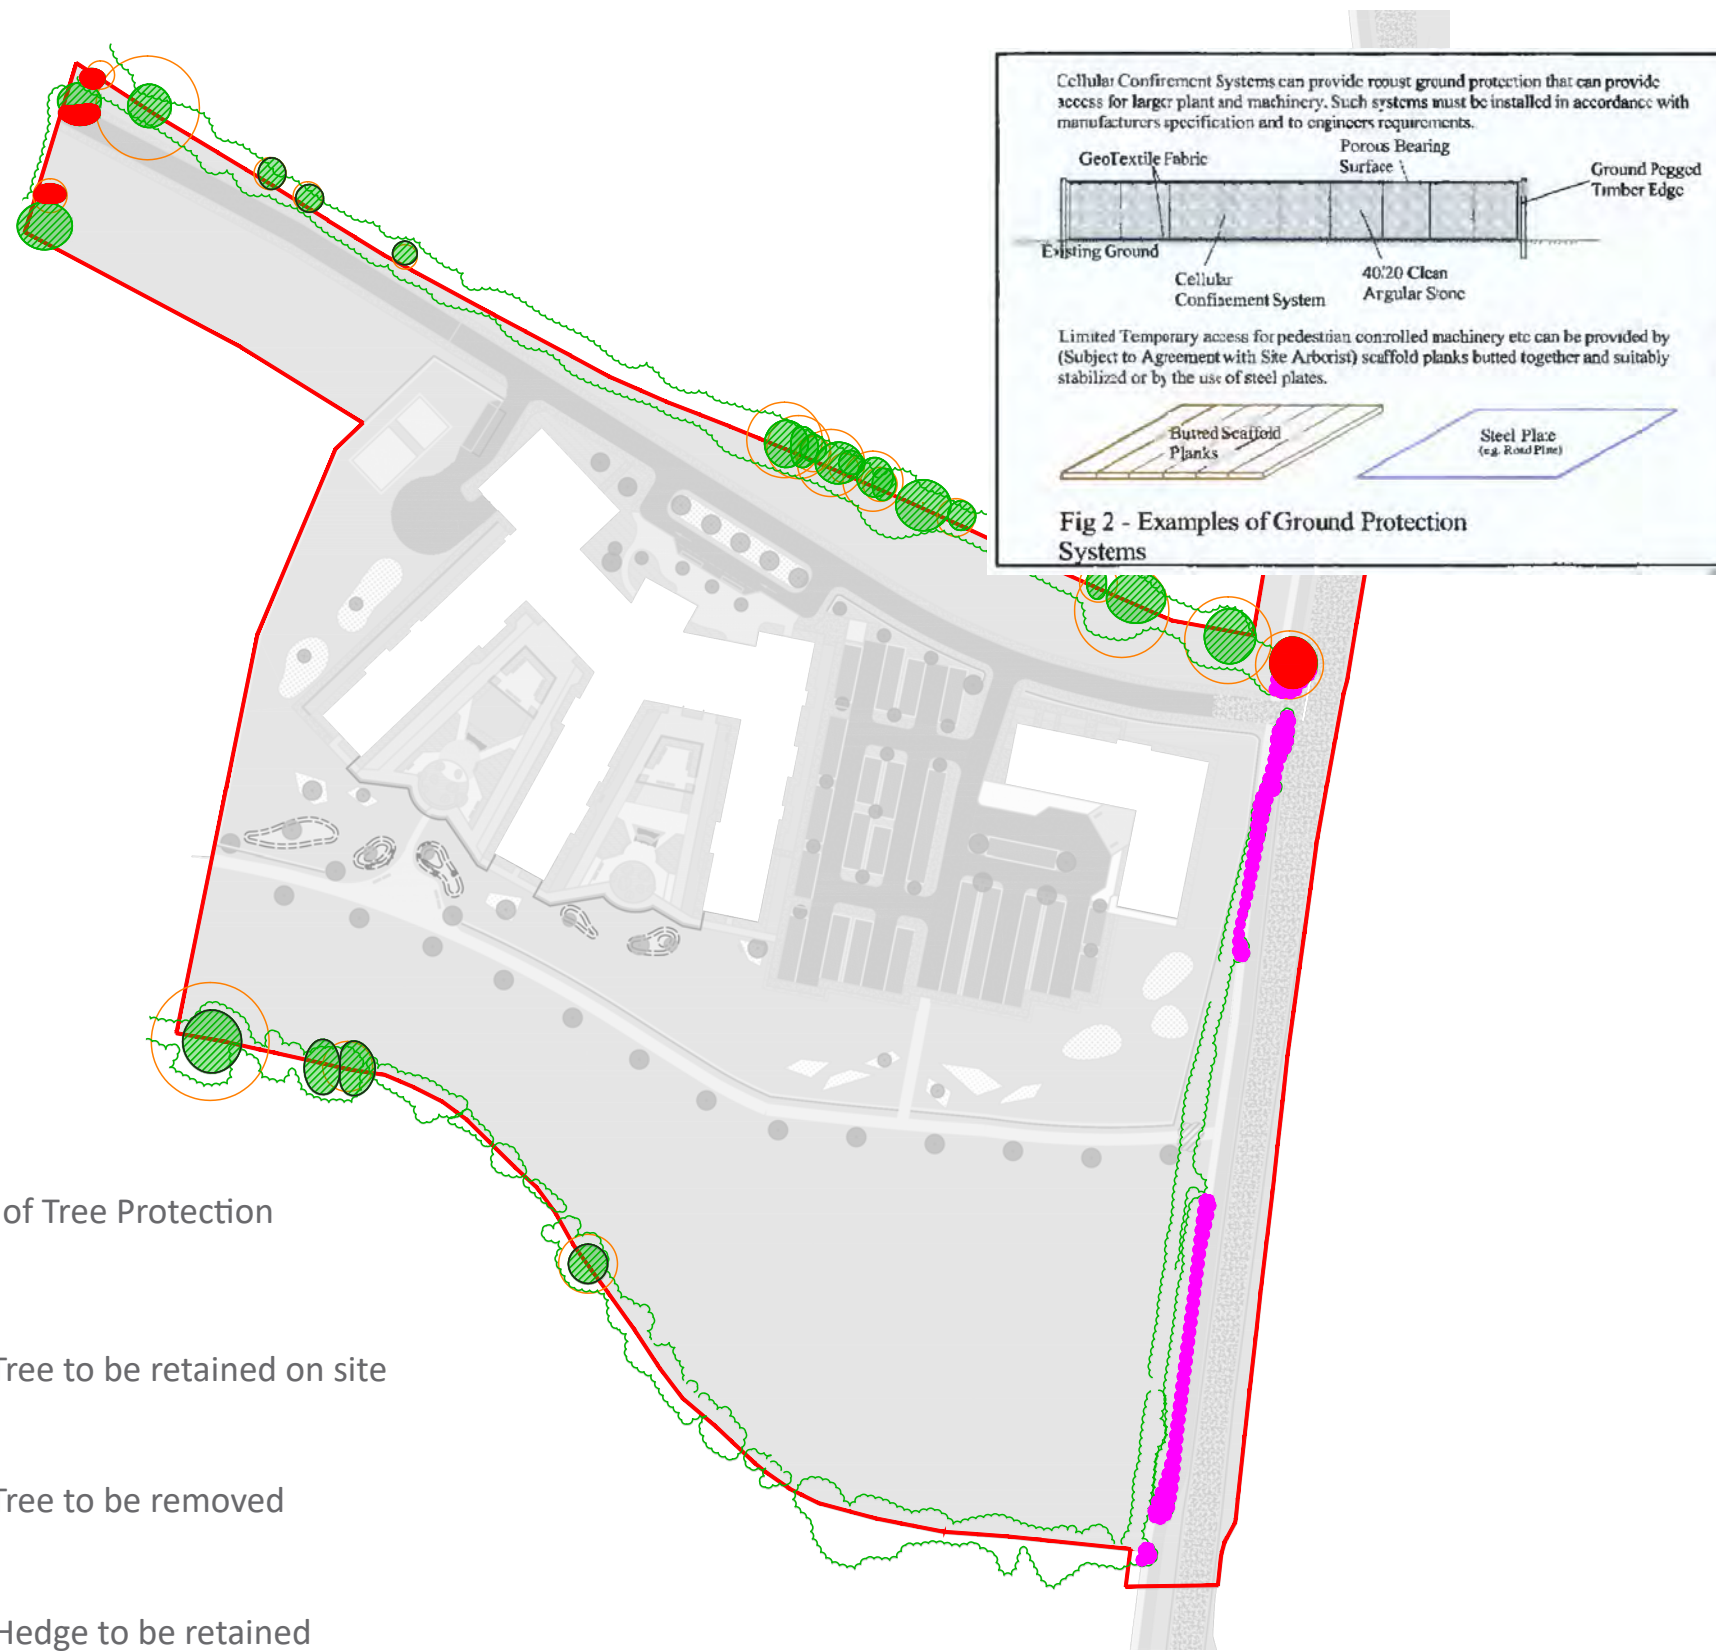 Cellular Confirement Systems can provide robust ground protection that can provide
access for larger plant and machinery. Such systems must be installed in accordance with
manufacturers specification and to engineers requirements.
GeoTextile Fabric
Porous Bearing
Surface
Ground Pegged
Timber Edge
Existing Ground
Cellular
Confinement System
40/20 Clean
Angular Stone
Limited Temporary access for pedestrian controlled machinery etc can be provided by
(Subject to Agreement with Site Arborist) scaffold planks butted together and suitably
stabilized or by the use of steel plates.
Butted Scaffold
Planks
Steel Plate
(e.g. Road Plate)
Fig 2 - Examples of Ground Protection
Systems
of Tree Protection
Tree to be retained on site
Tree to be removed
Hedge to be retained